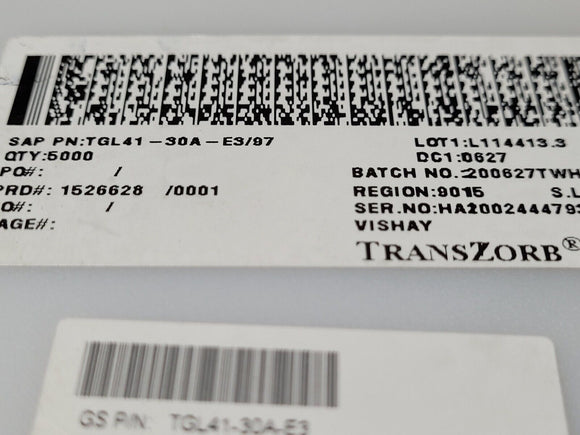 SAP PN:TGL41-30A-E3/97
QTY:5000
PO#: /
PRD#: 1526628 /0001
O#: /
AGE#:
LOT1:L114413.3
DC1:0627
BATCH NO.:200627TWH
REGION:9015 S.L
SER.NO:HA2002444793
VISHAY
TRANSZORB®
GS P/N: TGL41-30A-E3